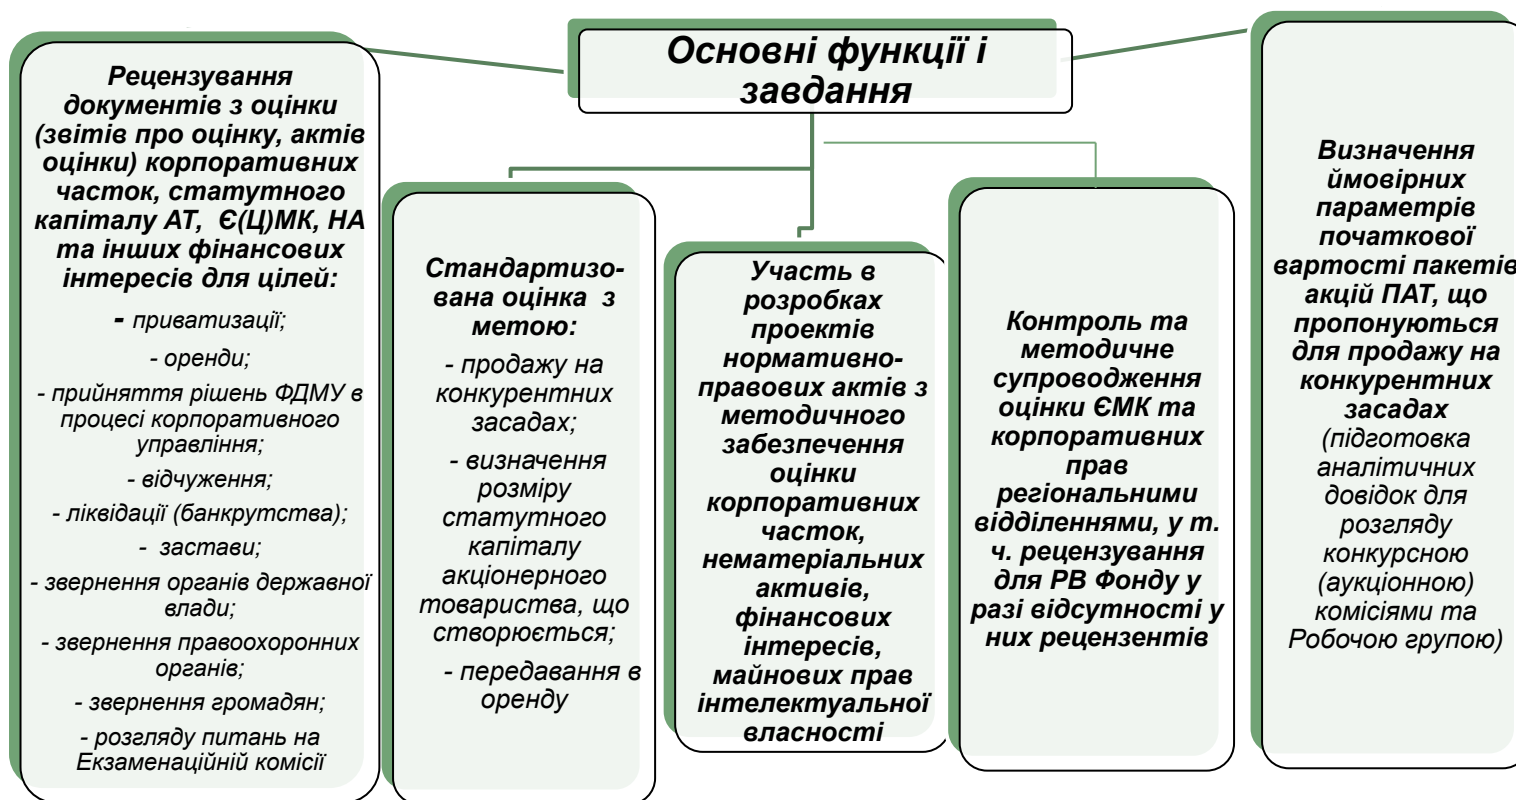 Основні функції і
завдання
Рецензування
документів з оцінки
(звітів про оцінку, актів
оцінки) корпоративних
часток, статутного
капіталу АТ, Є(Ц)МК, НА
та інших фінансових
інтересів для цілей:
- приватизації;
- оренди;
- прийняття рішень ФДМУ в
процесі корпоративного
управління;
- відчуження;
- ліквідації (банкрутства);
- застави;
- звернення органів державної
влади;
- звернення правоохоронних
органів;
- звернення громадян;
- розгляду питань на
Екзаменаційній комісії
Стандартизо-
вана оцінка з
метою:
- продажу на
конкурентних
засадах;
- визначення
розміру
статутного
капіталу
акціонерного
товариства, що
створюється;
- передавання в
оренду
Участь в
розробках
проектів
нормативно-
правових актів з
методичного
забезпечення
оцінки
корпоративних
часток,
нематеріальних
активів,
фінансових
інтересів,
майнових прав
інтелектуальної
власності
Контроль та
методичне
супроводження
оцінки ЄМК та
корпоративних
прав
регіональними
відділеннями, у т.
ч. рецензування
для РВ Фонду у
разі відсутності у
них рецензентів
Визначення
ймовірних
параметрів
початкової
вартості пакетів
акцій ПАТ, що
пропонуються
для продажу на
конкурентних
засадах
(підготовка
аналітичних
довідок для
розгляду
конкурсною
(аукціонною)
комісіями та
Робочою групою)